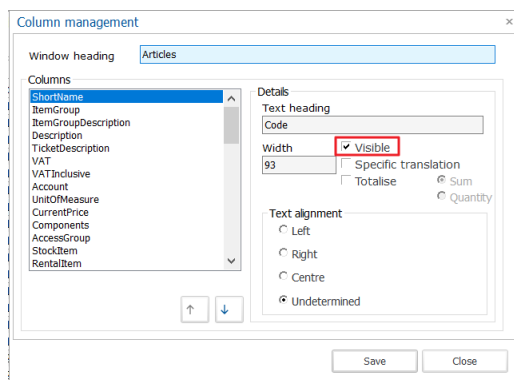 Column management
Window heading
Articles
Columns
ShortName
ItemGroup
ItemGroupDescription
Description
TicketDescription
VAT
VATInclusive
Account
UnitOfMeasure
CurrentPrice
Components
AccessGroup
StockItem
RentalItem
Details
Text heading
Code
Width
Visible
93
Specific translation
Totalise
Sum
Quantity
Text alignment
Left
Right
Centre
Undetermined
Save
Close